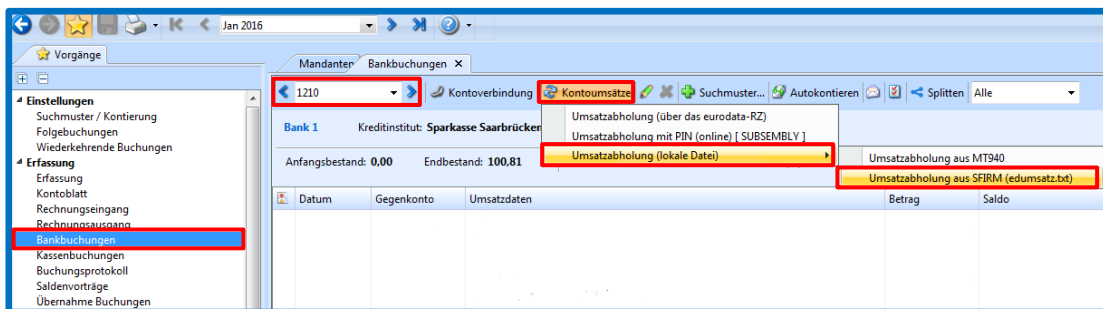 Jan 2016
Vorgänge
Mandanten Bankbuchungen
1210 Kontoverbindung Kontoumsätze Suchmuster... Autokontieren Splitten Alle
Einstellungen
Suchmuster / Kontierung
Folgebuchungen
Wiederkehrende Buchungen
Erfassung
Erfassung
Kontoblatt
Rechnungseingang
Rechnungsausgang
Bankbuchungen
Kassenbuchungen
Buchungsprotokoll
Saldenvorträge
Übernahme Buchungen
Umsatzabholung (über das eurodata-RZ)
Bank 1 Kreditinstitut: Sparkasse Saarbrücken
Umsatzabholung mit PIN (online) [ SUBSEMBLY ]
Anfangsbestand: 0,00 Endbestand: 100,81
Umsatzabholung (lokale Datei)
Umsatzabholung aus MT940
Umsatzabholung aus SFIRM (edumsatz.txt)
Datum Gegenkonto Umsatzdaten Betrag Saldo